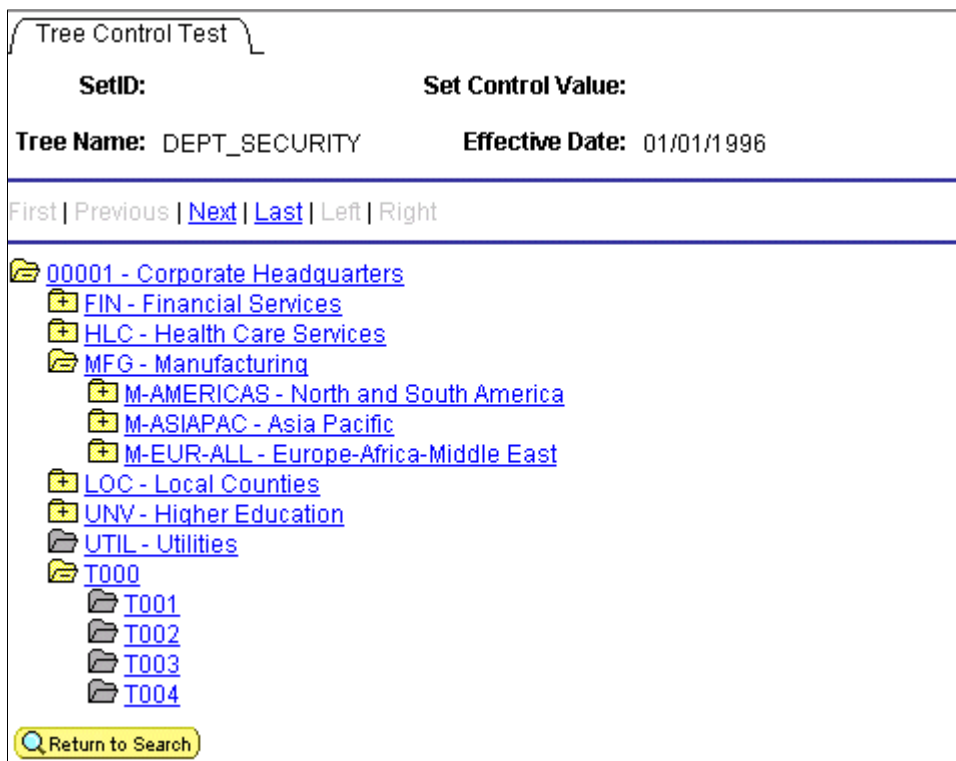 Tree Control Test
SetID: Set Control Value:
Tree Name: DEPT_SECURITY Effective Date: 01/01/1996
First | Previous | Next | Last | Left | Right
00001 - Corporate Headquarters
FIN - Financial Services
HLC - Health Care Services
MFG - Manufacturing
M-AMERICAS - North and South America
M-ASIAPAC - Asia Pacific
M-EUR-ALL - Europe-Africa-Middle East
LOC - Local Counties
UNV - Higher Education
UTIL - Utilities
T000
T001
T002
T003
T004
Return to Search